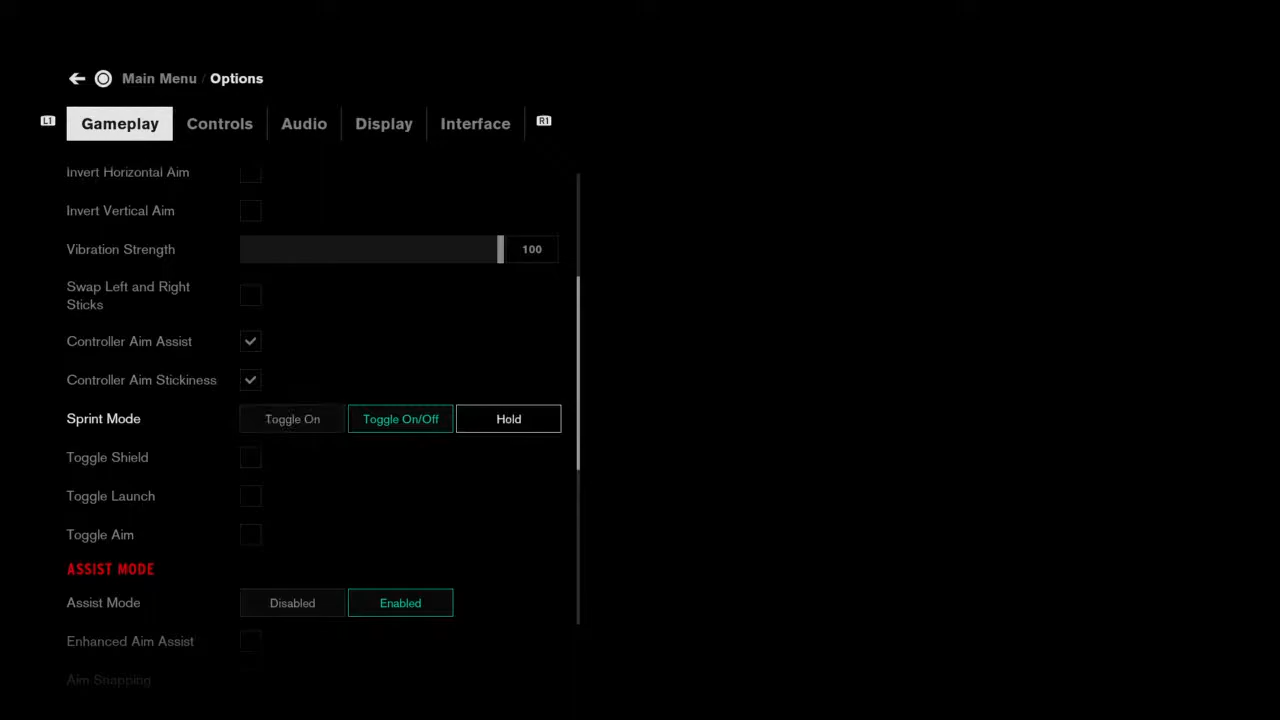 Main Menu / Options
L1 Gameplay Controls Audio Display Interface R1
Invert Horizontal Aim
Invert Vertical Aim
Vibration Strength 100
Swap Left and Right
Sticks
Controller Aim Assist
Controller Aim Stickiness
Sprint Mode Toggle On Toggle On/Off Hold
Toggle Shield
Toggle Launch
Toggle Aim
ASSIST MODE
Assist Mode Disabled Enabled
Enhanced Aim Assist
Aim Snapping